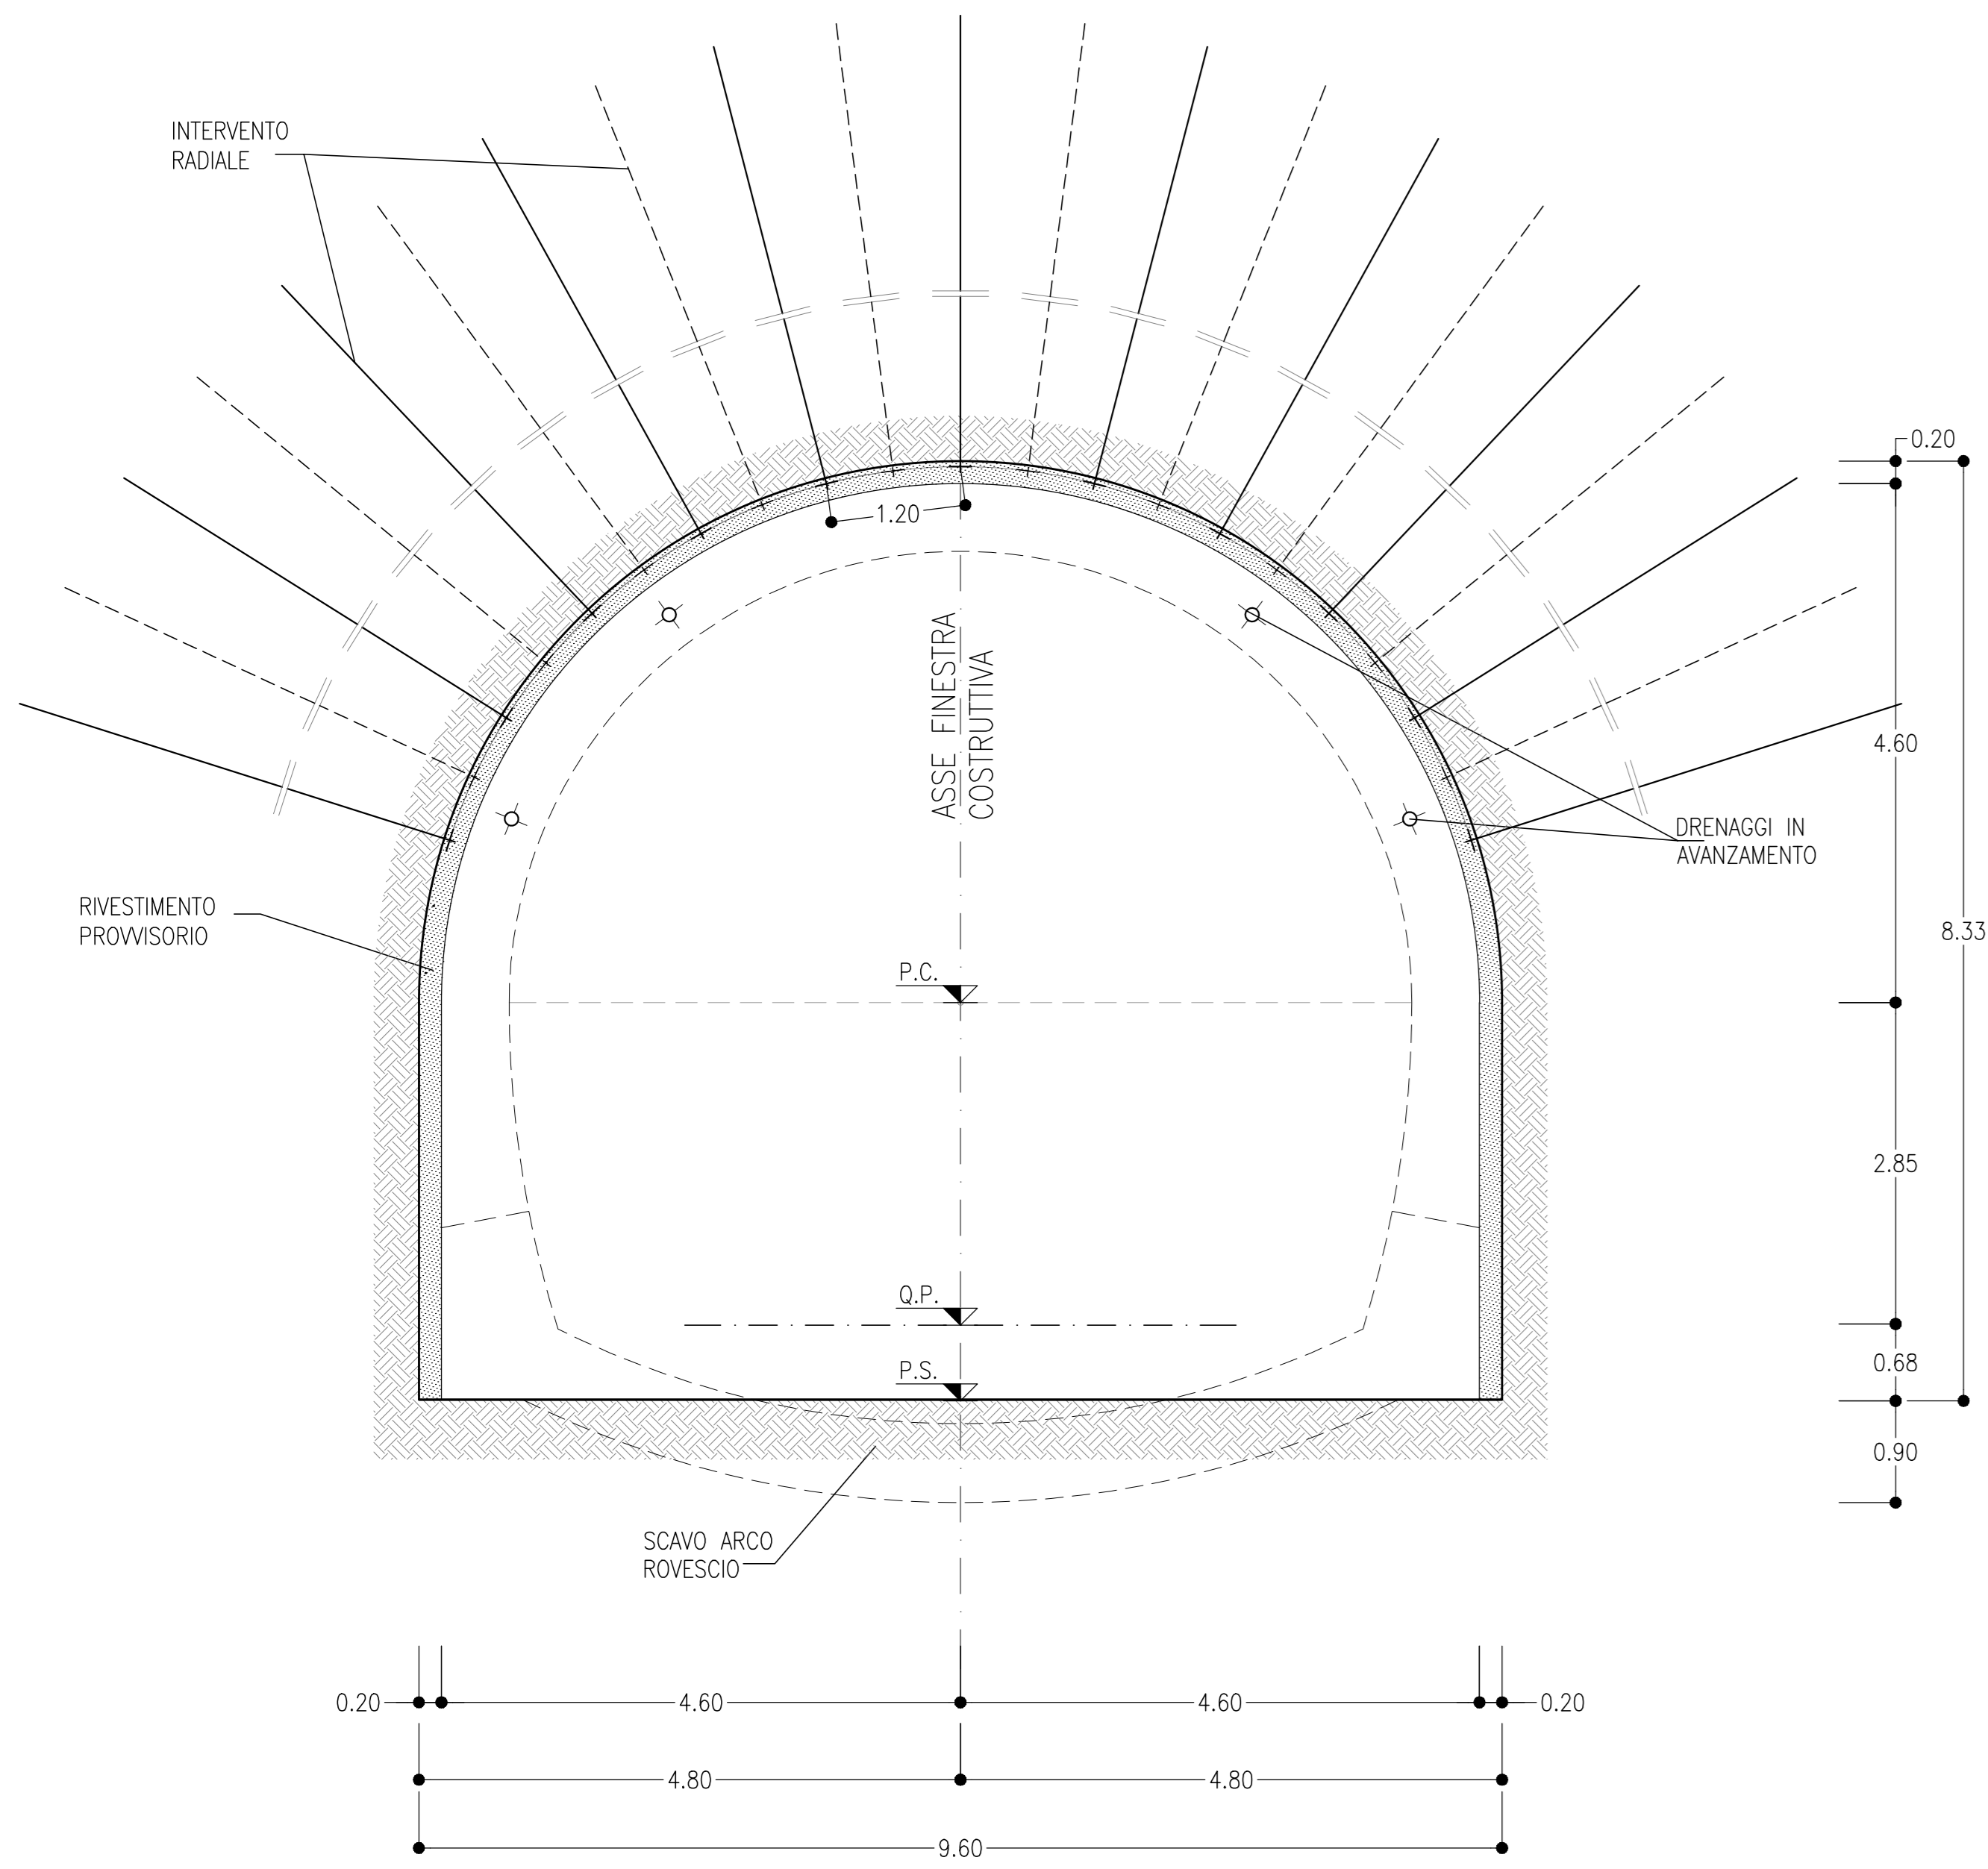 INTERVENTO
RADIALE
0.20
1.20
ASSE FINESTRA
COSTRUTTIVA
4.60
DRENAGGI IN
AVANZAMENTO
RIVESTIMENTO
PROVVISORIO
8.33
P.C.
2.85
Q.P.
0.68
P.S.
0.90
SCAVO ARCO
ROVESCIO
0.20
4.60
4.60
0.20
4.80
4.80
9.60